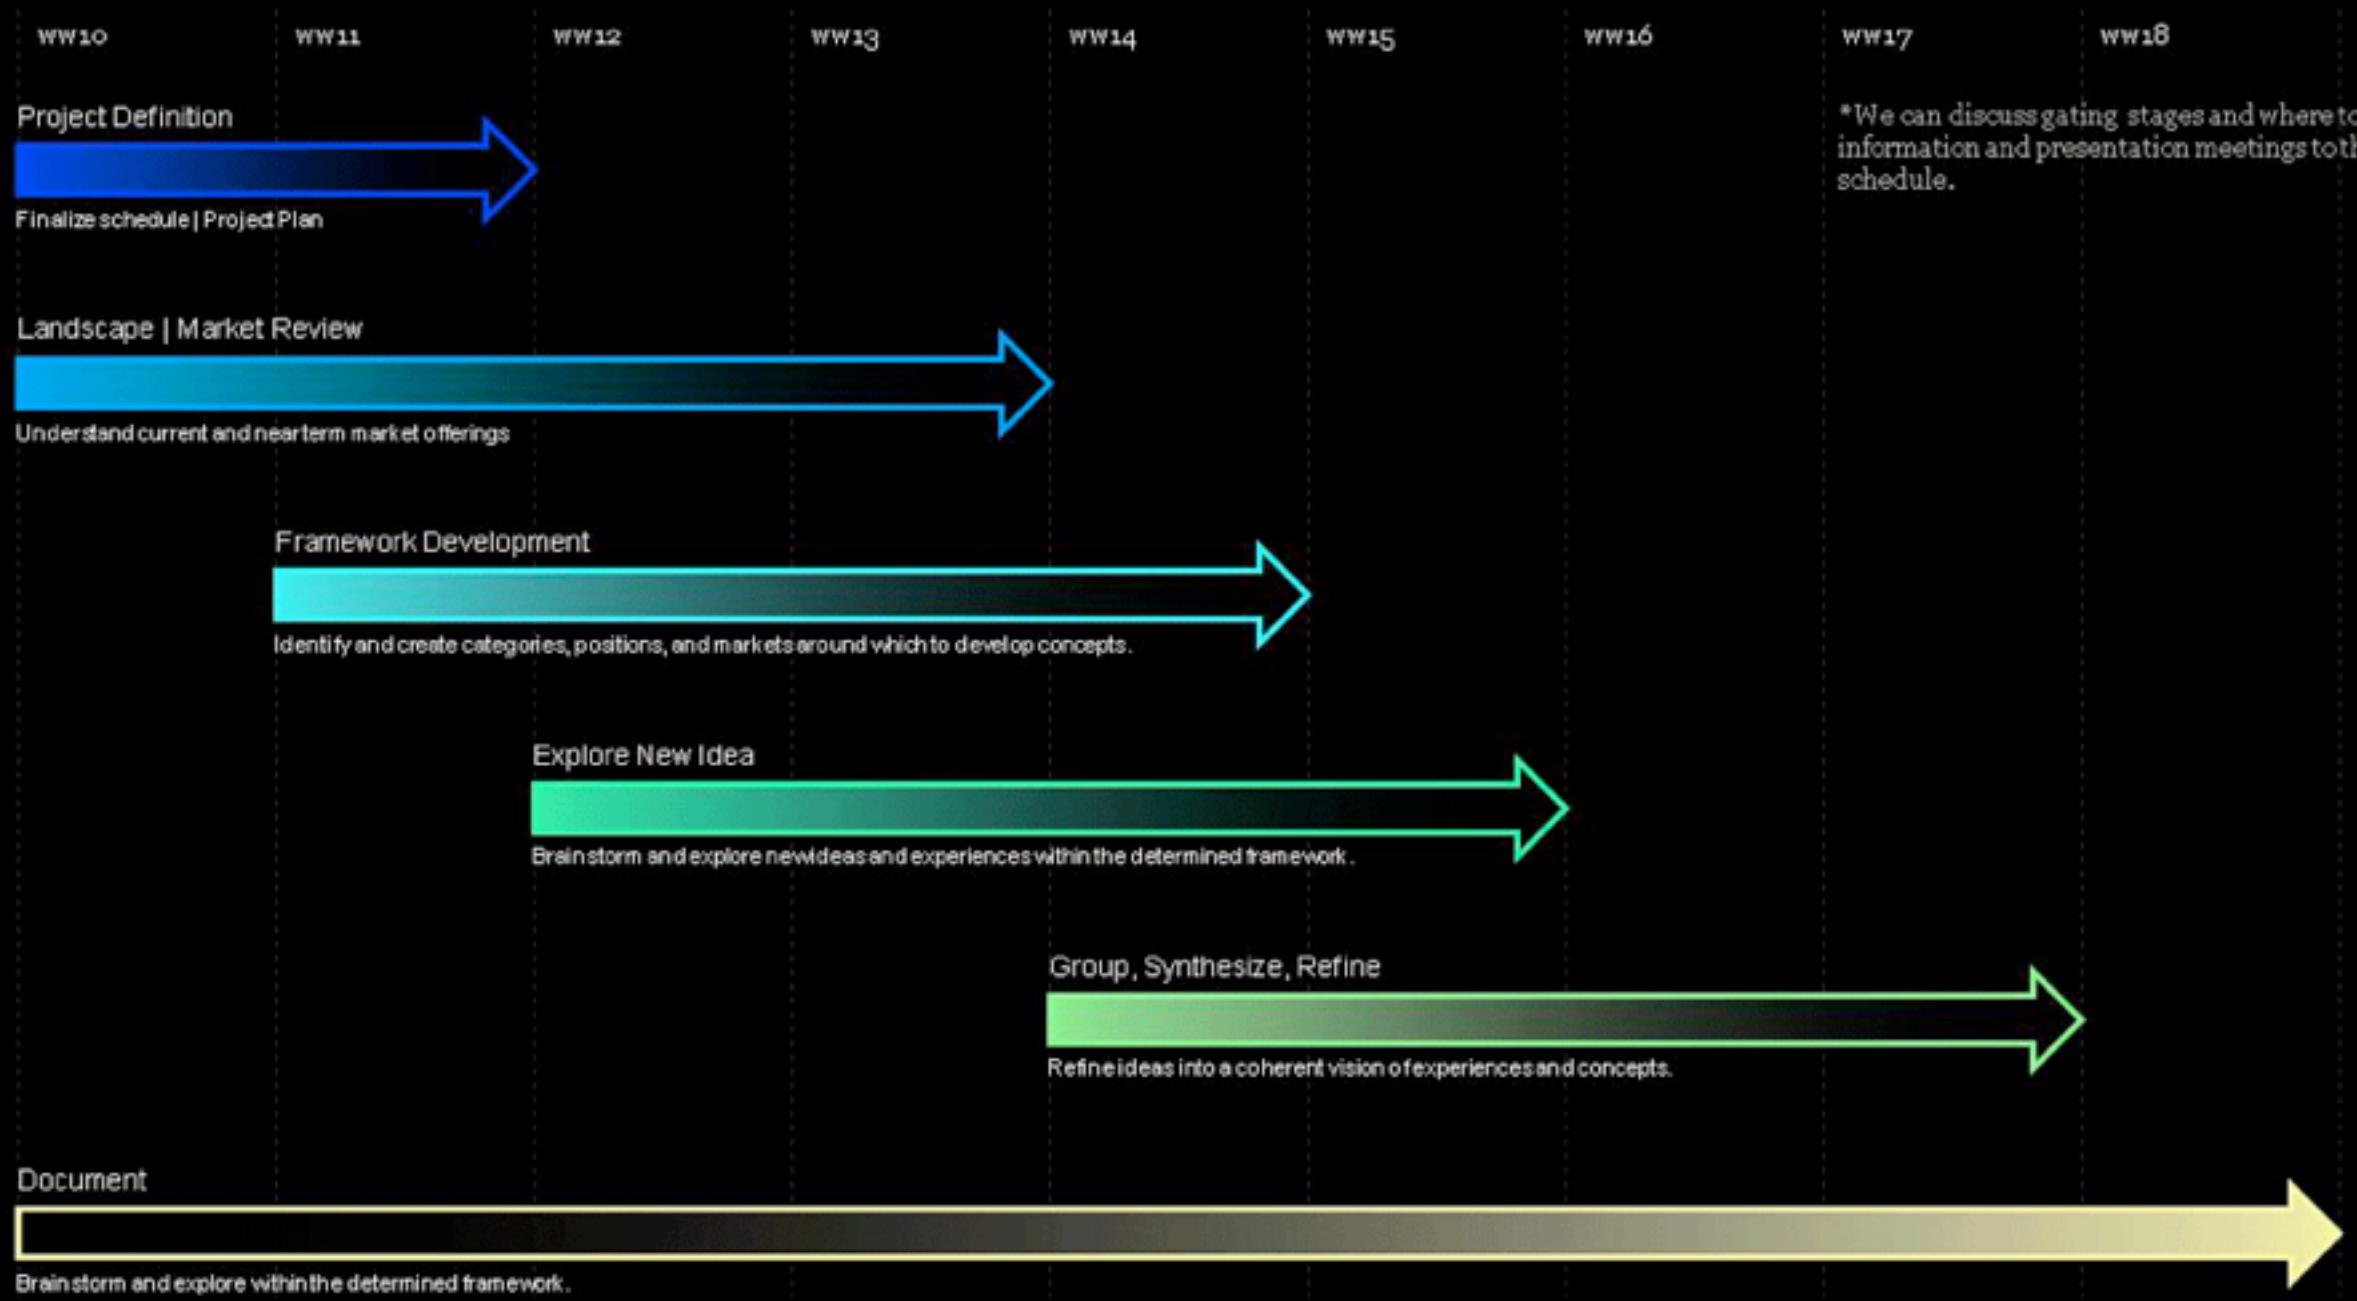 ww10 ww11 ww12 ww13 ww14 ww15 ww16 ww17 ww18
Project Definition
*We can discuss gating stages and where to
information and presentation meetings to
schedule.
Finalize schedule | Project Plan
Landscape | Market Review
Understand current and near term market offerings
Framework Development
Identify and create categories, positions, and markets around which to develop concepts.
Explore New Idea
Brainstorm and explore new ideas and experiences within the determined framework.
Group, Synthesize, Refine
Refine ideas into a coherent vision of experiences and concepts.
Document
Brainstorm and explore within the determined framework.